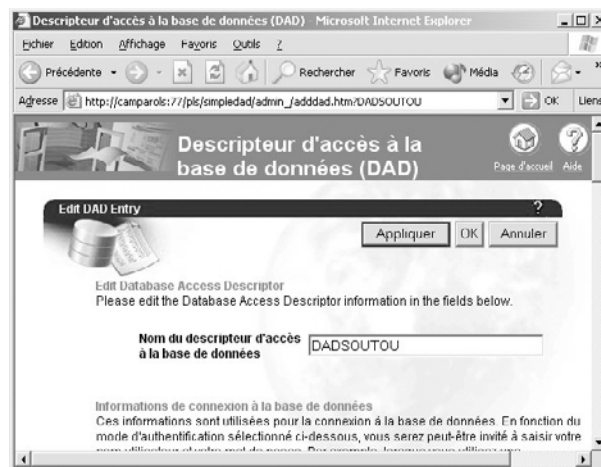 Descripteur d'accès à la base de données (DAD) - Microsoft Internet Explorer
Fichier Edition Affichage Favoris Outils ?
Précédente Rechercher Favoris Média »
Adresse http://camparols:77/pls/simpledad/admin_/adddad.htm?DADSOUTOU OK Liens
Descripteur d'accès à la
base de données (DAD)
Page d'accueil Aide
Edit DAD Entry ?
Appliquer OK Annuler
Edit Database Access Descriptor
Please edit the Database Access Descriptor information in the fields below.
Nom du descripteur d'accès
à la base de données DADSOUTOU
Informations de connexion à la base de données
Ces informations sont utilisées pour la connexion à la base de données. En fonction du
mode d'authentification sélectionné ci-dessous, vous serez peut-être invité à saisir votre